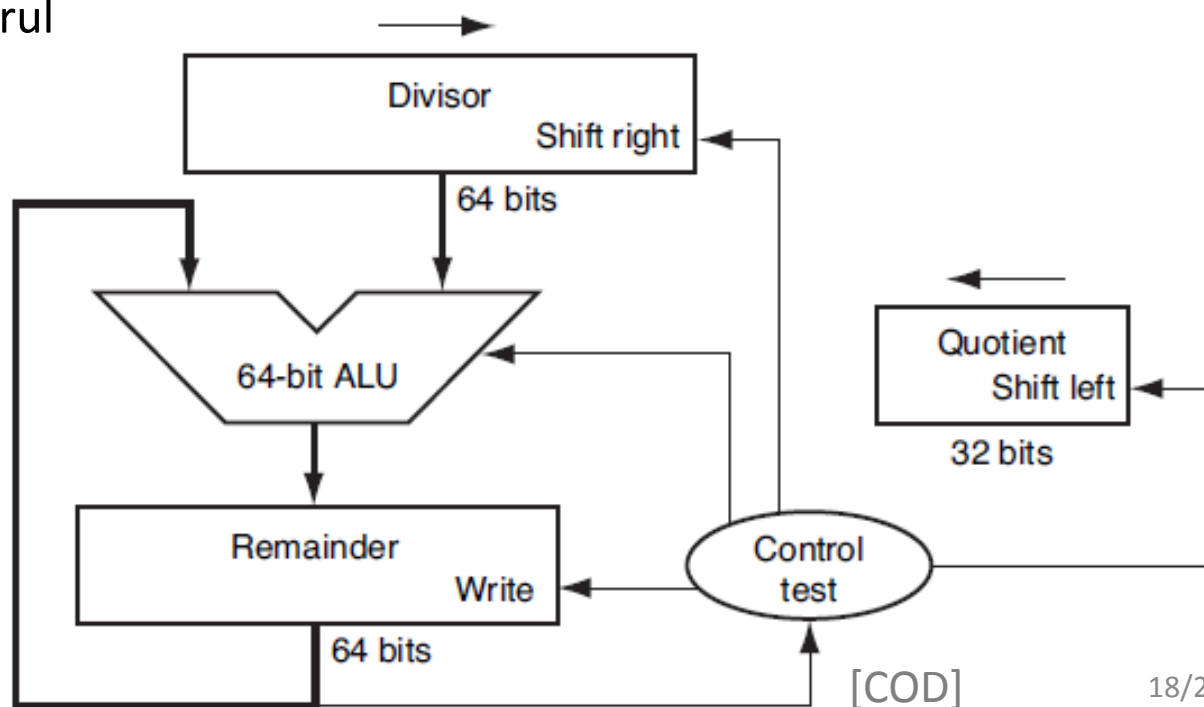 rul
Divisor
Shift right
64 bits
64-bit ALU
Quotient
Shift left
32 bits
Remainder
Write
Control
test
64 bits
[COD]
18/2